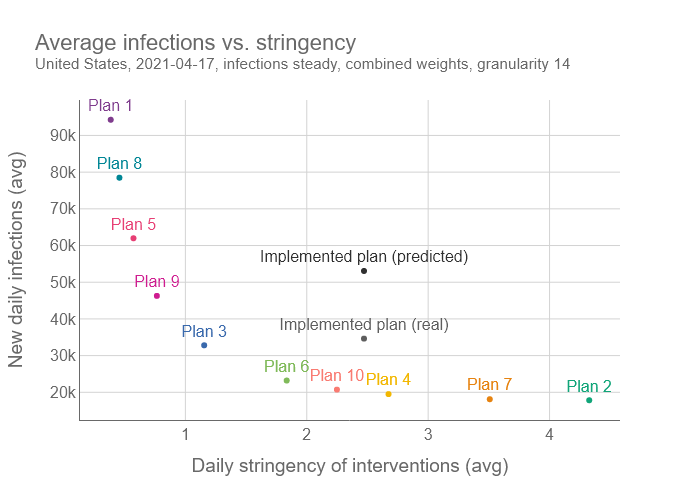 Average infections vs. stringency
United States, 2021-04-17, infections steady, combined weights, granularity 14
New daily infections (avg)
90k
80k
70k
60k
50k
40k
30k
20k
Plan 1
Plan 8
Plan 5
Implemented plan (predicted)
Plan 9
Implemented plan (real)
Plan 3
Plan 6
Plan 10
Plan 4
Plan 7
Plan 2
1
2
3
4
Daily stringency of interventions (avg)